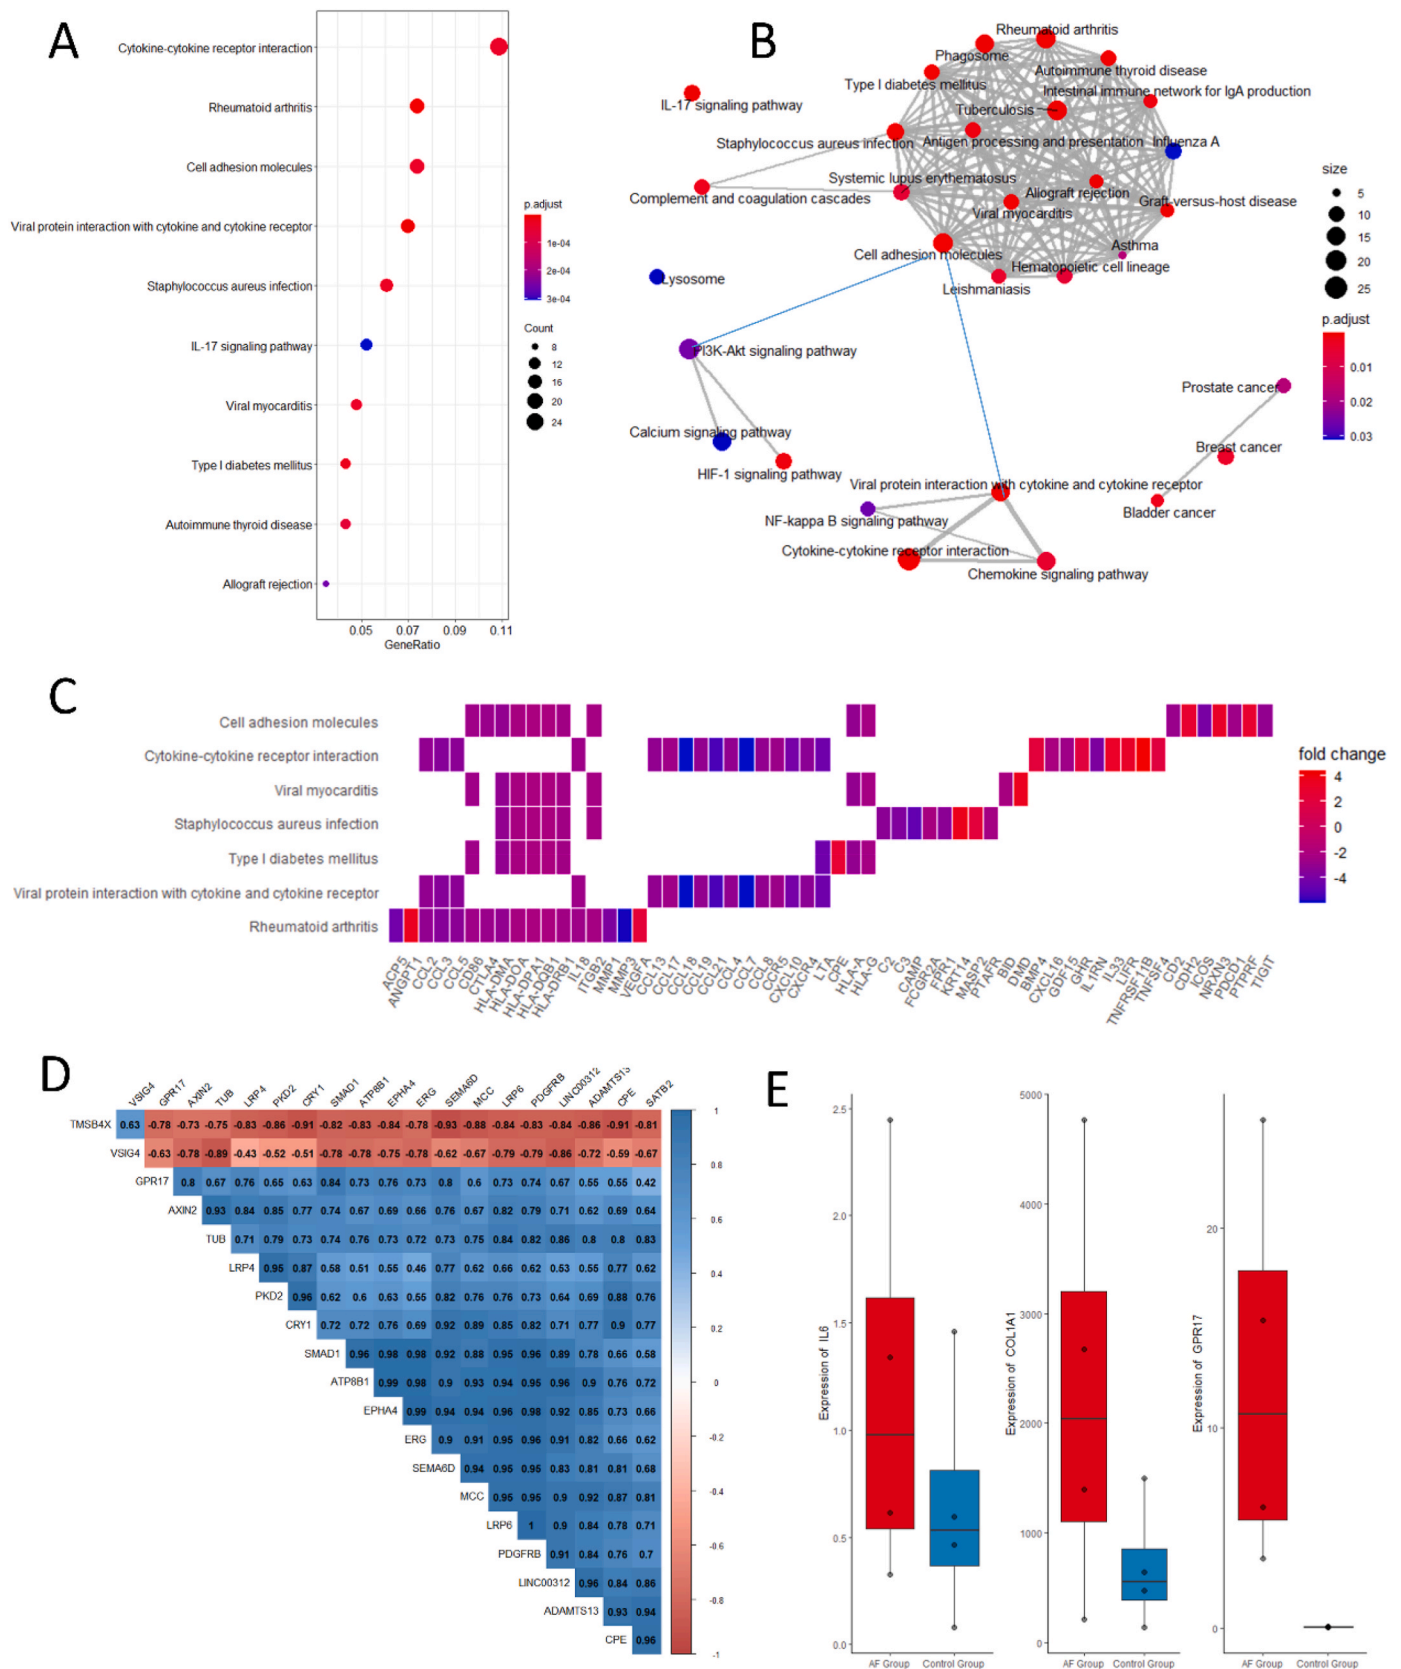 A
Cytokine-cytokine receptor interaction
Rheumatoid arthritis
Cell adhesion molecules
Viral protein interaction with cytokine and cytokine receptor
Staphylococcus aureus infection
IL-17 signaling pathway
Viral myocarditis
Type I diabetes mellitus
Autoimmune thyroid disease
Allograft rejection
0.05 0.07 0.09 0.11
GeneRatio
p.adjust
1e-04
2e-04
3e-04
Count
8
12
16
20
24
B
Rheumatoid arthritis
Phagosome
Autoimmune thyroid disease
Type I diabetes mellitus
Intestinal immune network for IgA production
IL-17 signaling pathway
Tuberculosis
Staphylococcus aureus infection
Antigen processing and presentation
Influenza A
Systemic lupus erythematosus
Complement and coagulation cascades
Allograft rejection
Graft-versus-host disease
Viral myocarditis
Asthma
Cell adhesion molecules
Hematopoietic cell lineage
Lysosome
Leishmaniasis
PI3K-Akt signaling pathway
Prostate cancer
Calcium signaling pathway
Breast cancer
HIF-1 signaling pathway
Viral protein interaction with cytokine and cytokine receptor
Bladder cancer
NF-kappa B signaling pathway
Cytokine-cytokine receptor interaction
Chemokine signaling pathway
size
5
10
15
20
25
p.adjust
0.01
0.02
0.03
C
Cell adhesion molecules
Cytokine-cytokine receptor interaction
Viral myocarditis
Staphylococcus aureus infection
Type I diabetes mellitus
Viral protein interaction with cytokine and cytokine receptor
Rheumatoid arthritis
ACP5 ANGPT1 CCL2 CCL3 CCL5 CD86 CTLA4 HLA-DMA HLA-DOA HLA-DPA1 HLA-DQB1 HLA-DRB1 IL18 ITGB2 MMP1 MMP3 VEGFA CCL13 CCL17 CCL18 CCL19 CCL21 CCL4 CCL7 CCL8 CCR5 CXCL10 CXCR4 LTA CPE HLA-A HLA-G C2 C3 CAMP FCGR2A FPR1 KRT14 MASP2 PTAFR BID DMD BMP4 CXCL16 GDF15 GHR IL1RN IL33 LIFR TNFRSF11B TNFSF4 CD2 CDH2 ICOS NRXN3 PDCD1 PTPRF TIGIT
fold change
4
2
0
-2
-4
D
VSIG4 GPR17 AXIN2 TUB LRP4 PKD2 CRY1 SMAD1 ATP8B1 EPHA4 ERG SEMA6D MCC LRP6 PDGFRB LINC00312 ADAMTS13 CPE SATB2
TMSB4X 0.63 -0.78 -0.73 -0.75 -0.83 -0.86 -0.91 -0.82 -0.83 -0.84 -0.78 -0.93 -0.88 -0.84 -0.83 -0.84 -0.86 -0.91 -0.81
VSIG4 -0.63 -0.78 -0.89 -0.43 -0.52 -0.51 -0.78 -0.78 -0.75 -0.78 -0.62 -0.67 -0.79 -0.79 -0.86 -0.72 -0.59 -0.67
GPR17 0.8 0.67 0.76 0.65 0.63 0.84 0.73 0.76 0.73 0.8 0.6 0.73 0.74 0.67 0.55 0.55 0.42
AXIN2 0.93 0.84 0.85 0.77 0.74 0.67 0.69 0.66 0.76 0.67 0.82 0.79 0.71 0.62 0.69 0.64
TUB 0.71 0.79 0.73 0.74 0.76 0.73 0.72 0.73 0.75 0.84 0.82 0.86 0.8 0.8 0.83
LRP4 0.95 0.87 0.58 0.51 0.55 0.46 0.77 0.62 0.66 0.62 0.53 0.55 0.77 0.62
PKD2 0.96 0.62 0.6 0.63 0.55 0.82 0.76 0.76 0.73 0.64 0.69 0.88 0.76
CRY1 0.72 0.72 0.76 0.69 0.92 0.89 0.85 0.82 0.71 0.77 0.9 0.77
SMAD1 0.96 0.98 0.98 0.92 0.88 0.95 0.96 0.89 0.78 0.66 0.58
ATP8B1 0.99 0.98 0.9 0.93 0.94 0.95 0.96 0.9 0.76 0.72
EPHA4 0.99 0.94 0.94 0.96 0.98 0.92 0.85 0.73 0.66
ERG 0.9 0.91 0.95 0.96 0.91 0.82 0.66 0.62
SEMA6D 0.94 0.95 0.95 0.83 0.81 0.81 0.68
MCC 0.95 0.95 0.9 0.92 0.87 0.81
LRP6 1 0.9 0.84 0.78 0.71
PDGFRB 0.91 0.84 0.76 0.7
LINC00312 0.96 0.84 0.86
ADAMTS13 0.93 0.94
CPE 0.96
1
0.8
0.6
0.4
0.2
0
-0.2
-0.4
-0.6
-0.8
-1
E
Expression of IL6
2.5
2.0
1.5
1.0
0.5
0.0
AF Group Control Group
Expression of COL1A1
5000
4000
3000
2000
1000
0
AF Group Control Group
Expression of GPR17
20
10
0
AF Group Control Group